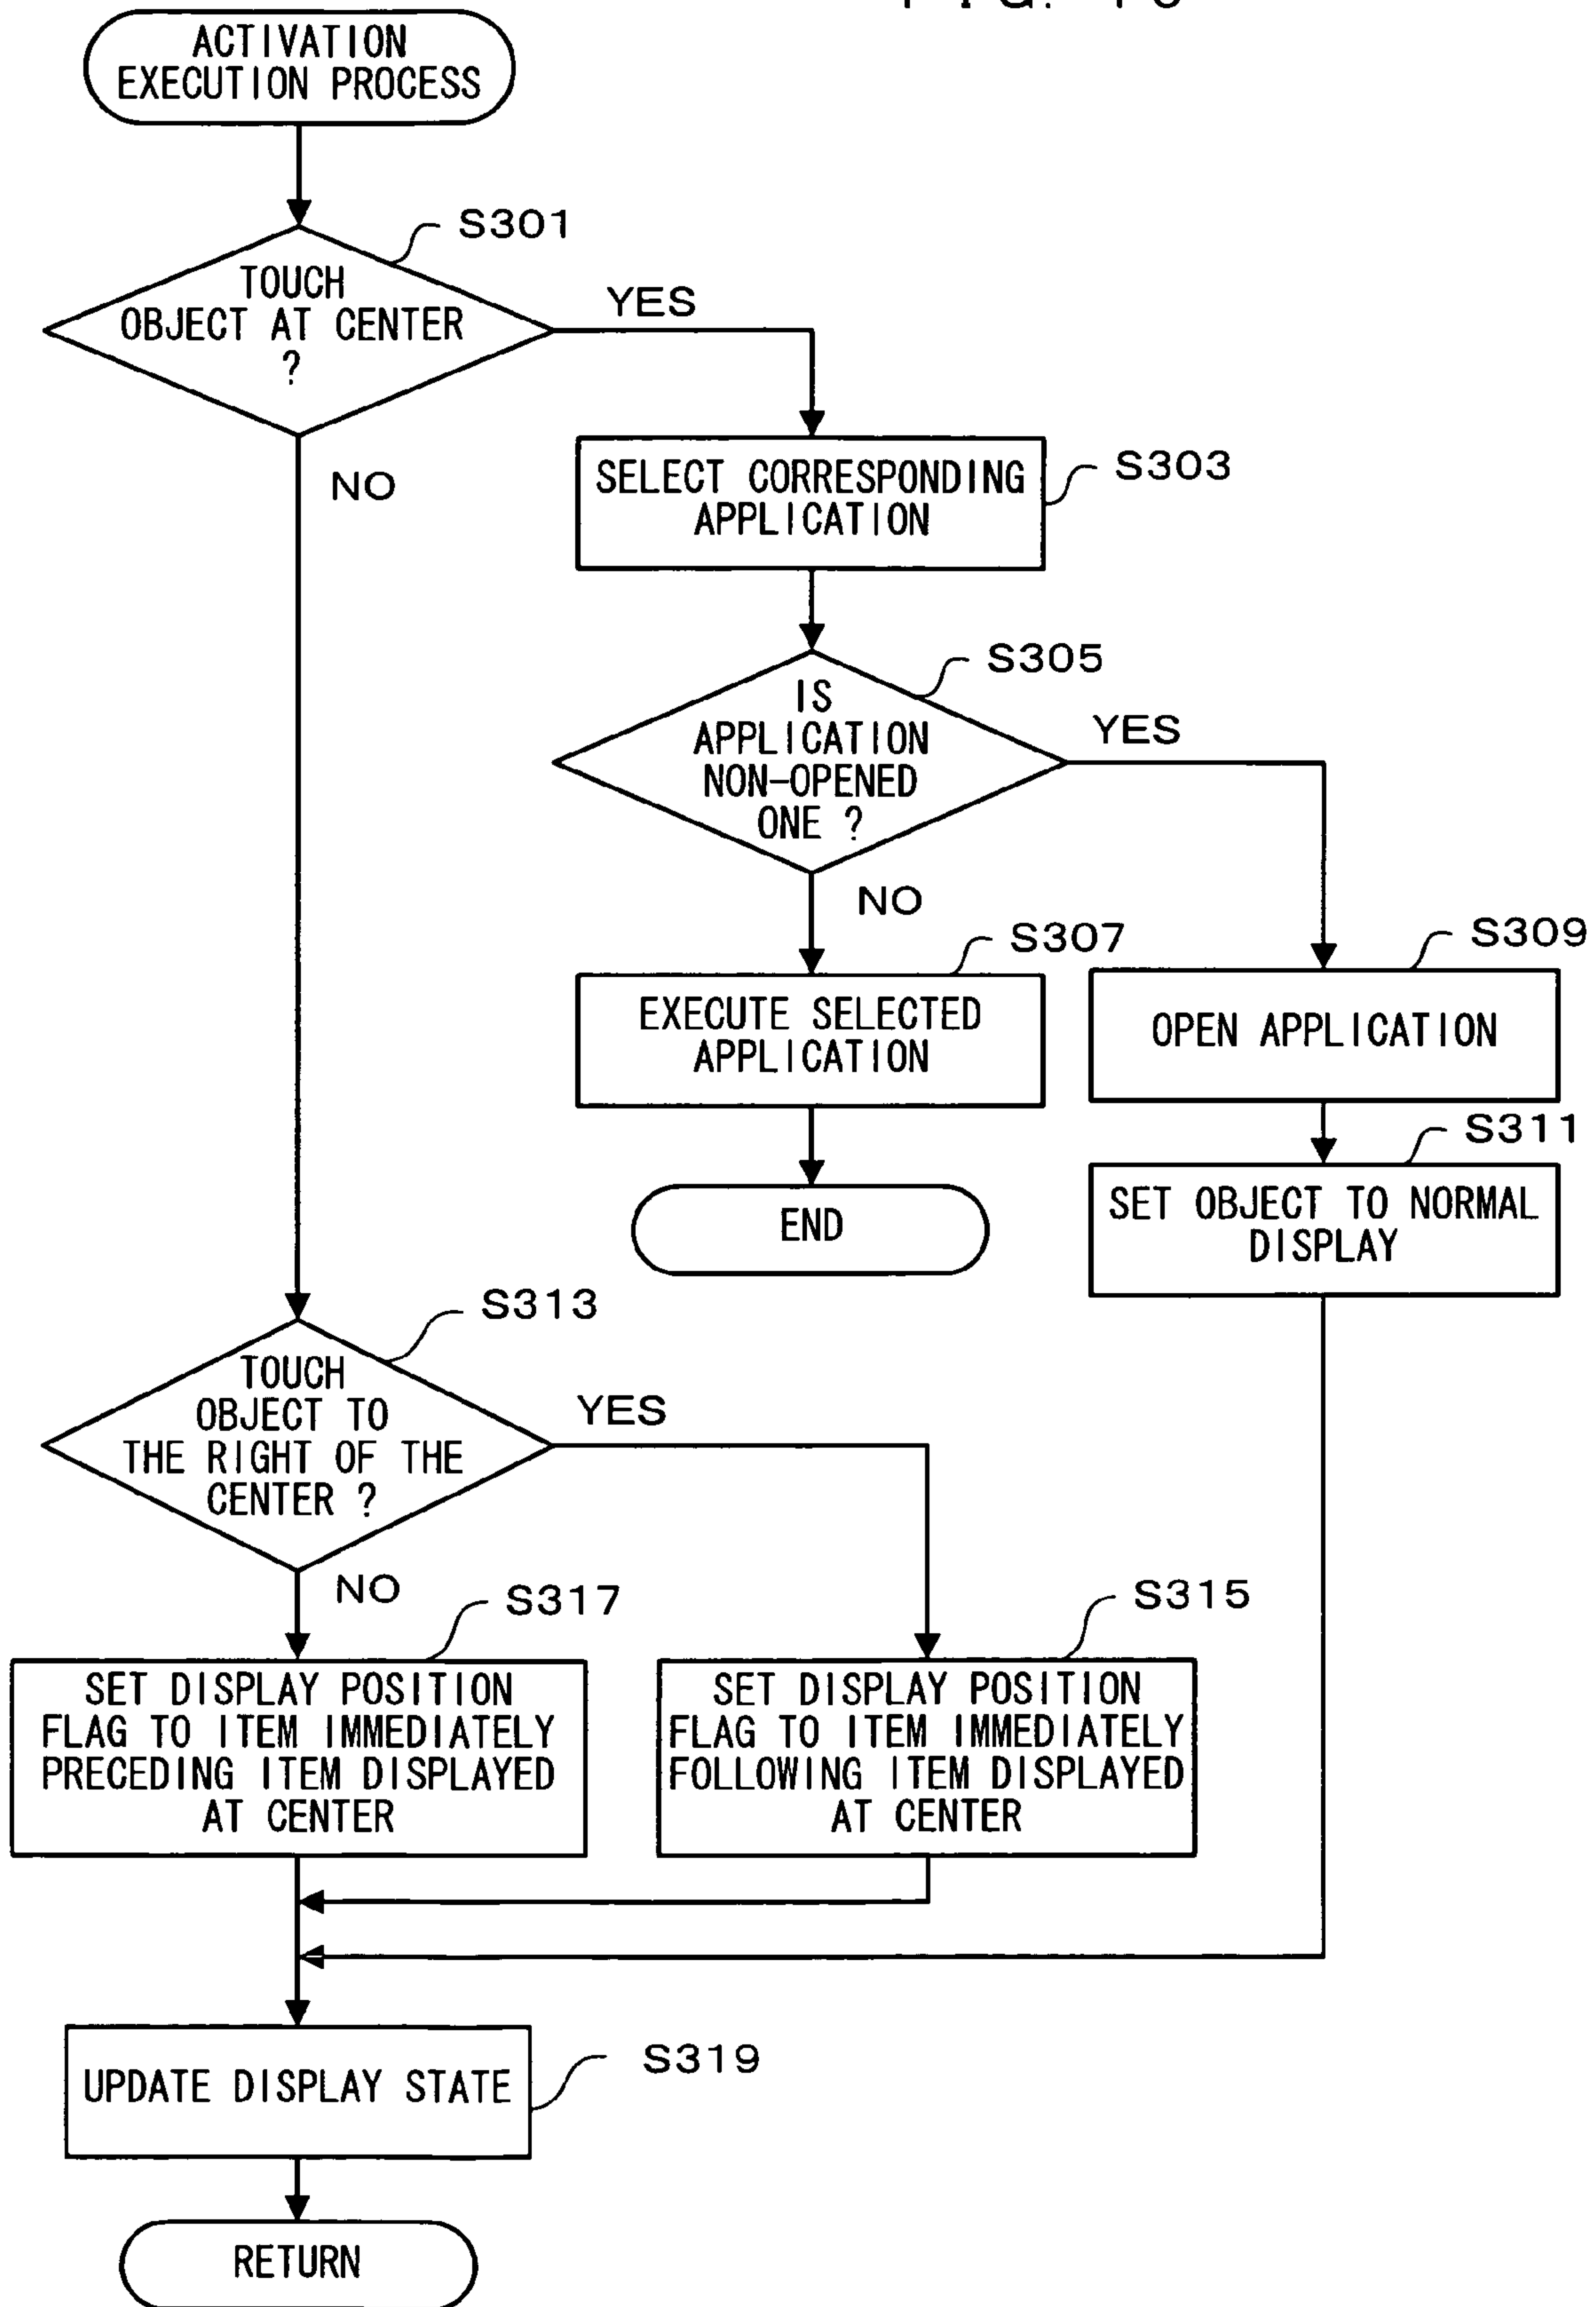 ACTIVATION
EXECUTION PROCESS
S301
TOUCH
OBJECT AT CENTER
?
YES
NO
SELECT CORRESPONDING
APPLICATION
S303
S305
IS
APPLICATION
NON-OPENED
ONE ?
YES
NO
S307
EXECUTE SELECTED
APPLICATION
END
S309
OPEN APPLICATION
S311
SET OBJECT TO NORMAL
DISPLAY
S313
TOUCH
OBJECT TO
THE RIGHT OF THE
CENTER ?
YES
NO
S317
SET DISPLAY POSITION
FLAG TO ITEM IMMEDIATELY
PRECEDING ITEM DISPLAYED
AT CENTER
S315
SET DISPLAY POSITION
FLAG TO ITEM IMMEDIATELY
FOLLOWING ITEM DISPLAYED
AT CENTER
UPDATE DISPLAY STATE
S319
RETURN